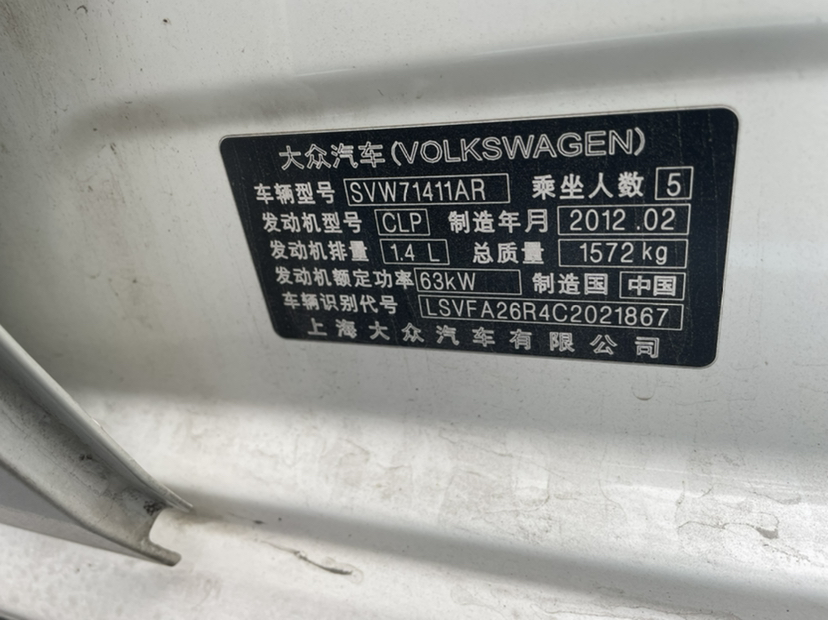 大众汽车(VOLKSWAGEN)
车辆型号 SVW71411AR 乘坐人数 5
发动机型号 CLP 制造年月 2012.02
发动机排量 1.4 L 总质量 1572kg
发动机额定功率 63kW 制造国 中国
车辆识别代号 LSVFA26R4C2021867
上海大众汽车有限公司